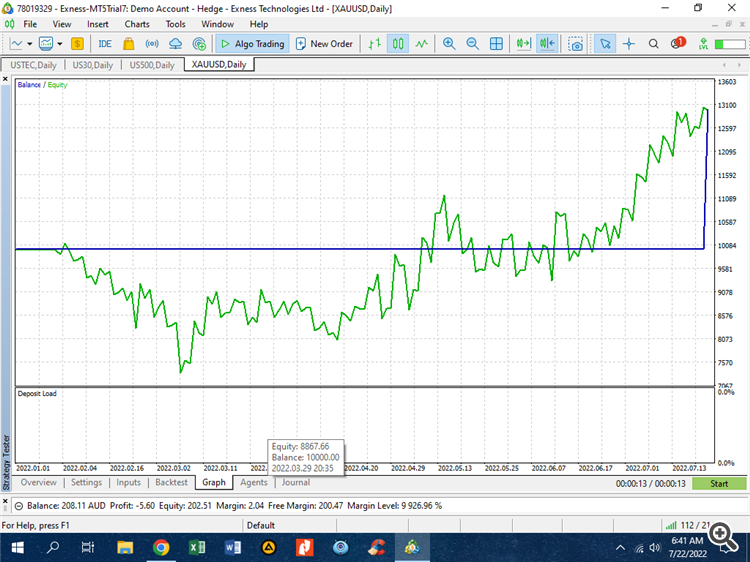 78019329 - Exness-MT5Trial7: Demo Account - Hedge - Exness Technologies Ltd - [XAUUSD,Daily]
File View Insert Charts Tools Window Help
$ IDE Algo Trading New Order 1 LVL
USTEC,Daily US30,Daily US500,Daily XAUUSD,Daily
Balance / Equity
13603
13100
12597
12095
11592
11089
10587
10084
9581
9078
8576
8073
7570
7067
Deposit Load
0.0%
0.0%
Equity: 8867.66
Balance: 10000.00
2022.03.29 20:35
2022.01.01 2022.02.04 2022.02.16 2022.03.02 2022.03.11 2022.04.20 2022.04.29 2022.05.13 2022.05.25 2022.06.07 2022.06.17 2022.07.01 2022.07.13
Strategy Tester
Overview Settings Inputs Backtest Graph Agents Journal 00:00:13 / 00:00:13 Start
Balance: 208.11 AUD Profit: -5.60 Equity: 202.51 Margin: 2.04 Free Margin: 200.47 Margin Level: 9 926.96 %
For Help, press F1 Default 112 / 21
6:41 AM
7/22/2022